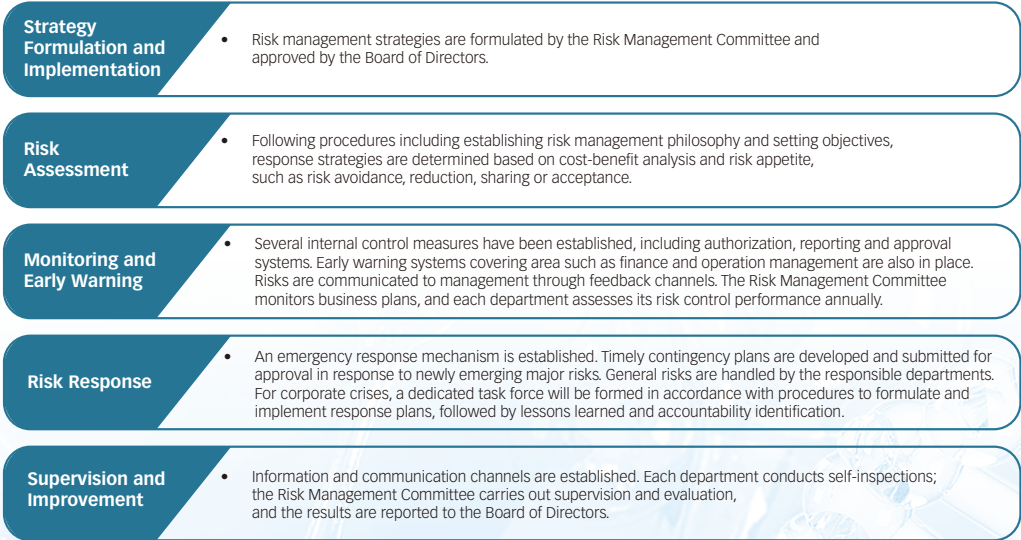 Strategy
Formulation and
Implementation
• Risk management strategies are formulated by the Risk Management Committee and
approved by the Board of Directors.
Risk
Assessment
• Following procedures including establishing risk management philosophy and setting objectives,
response strategies are determined based on cost-benefit analysis and risk appetite,
such as risk avoidance, reduction, sharing or acceptance.
Monitoring and
Early Warning
• Several internal control measures have been established, including authorization, reporting and approval
systems. Early warning systems covering area such as finance and operation management are also in place.
Risks are communicated to management through feedback channels. The Risk Management Committee
monitors business plans, and each department assesses its risk control performance annually.
Risk Response
• An emergency response mechanism is established. Timely contingency plans are developed and submitted for
approval in response to newly emerging major risks. General risks are handled by the responsible departments.
For corporate crises, a dedicated task force will be formed in accordance with procedures to formulate and
implement response plans, followed by lessons learned and accountability identification.
Supervision and
Improvement
• Information and communication channels are established. Each department conducts self-inspections;
the Risk Management Committee carries out supervision and evaluation,
and the results are reported to the Board of Directors.